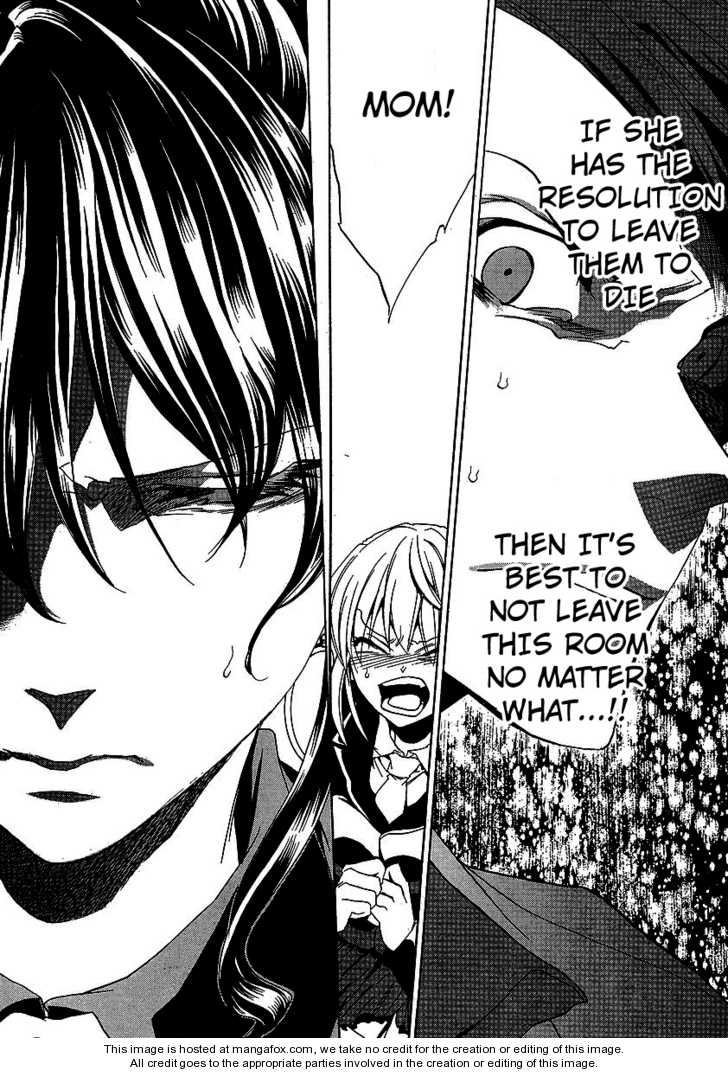 IF SHE
HAS THE
RESOLUTION
TO LEAVE
THEM TO
DIE
THEN IT'S
BEST TO
NOT LEAVE
THIS ROOM
NO MATTER
WHAT...!!
MOM!
This image is hosted at mangafox.com, we take no credit for the creation or editing of this image.
All credit goes to the appropriate parties involved in the creation or editing of this image.